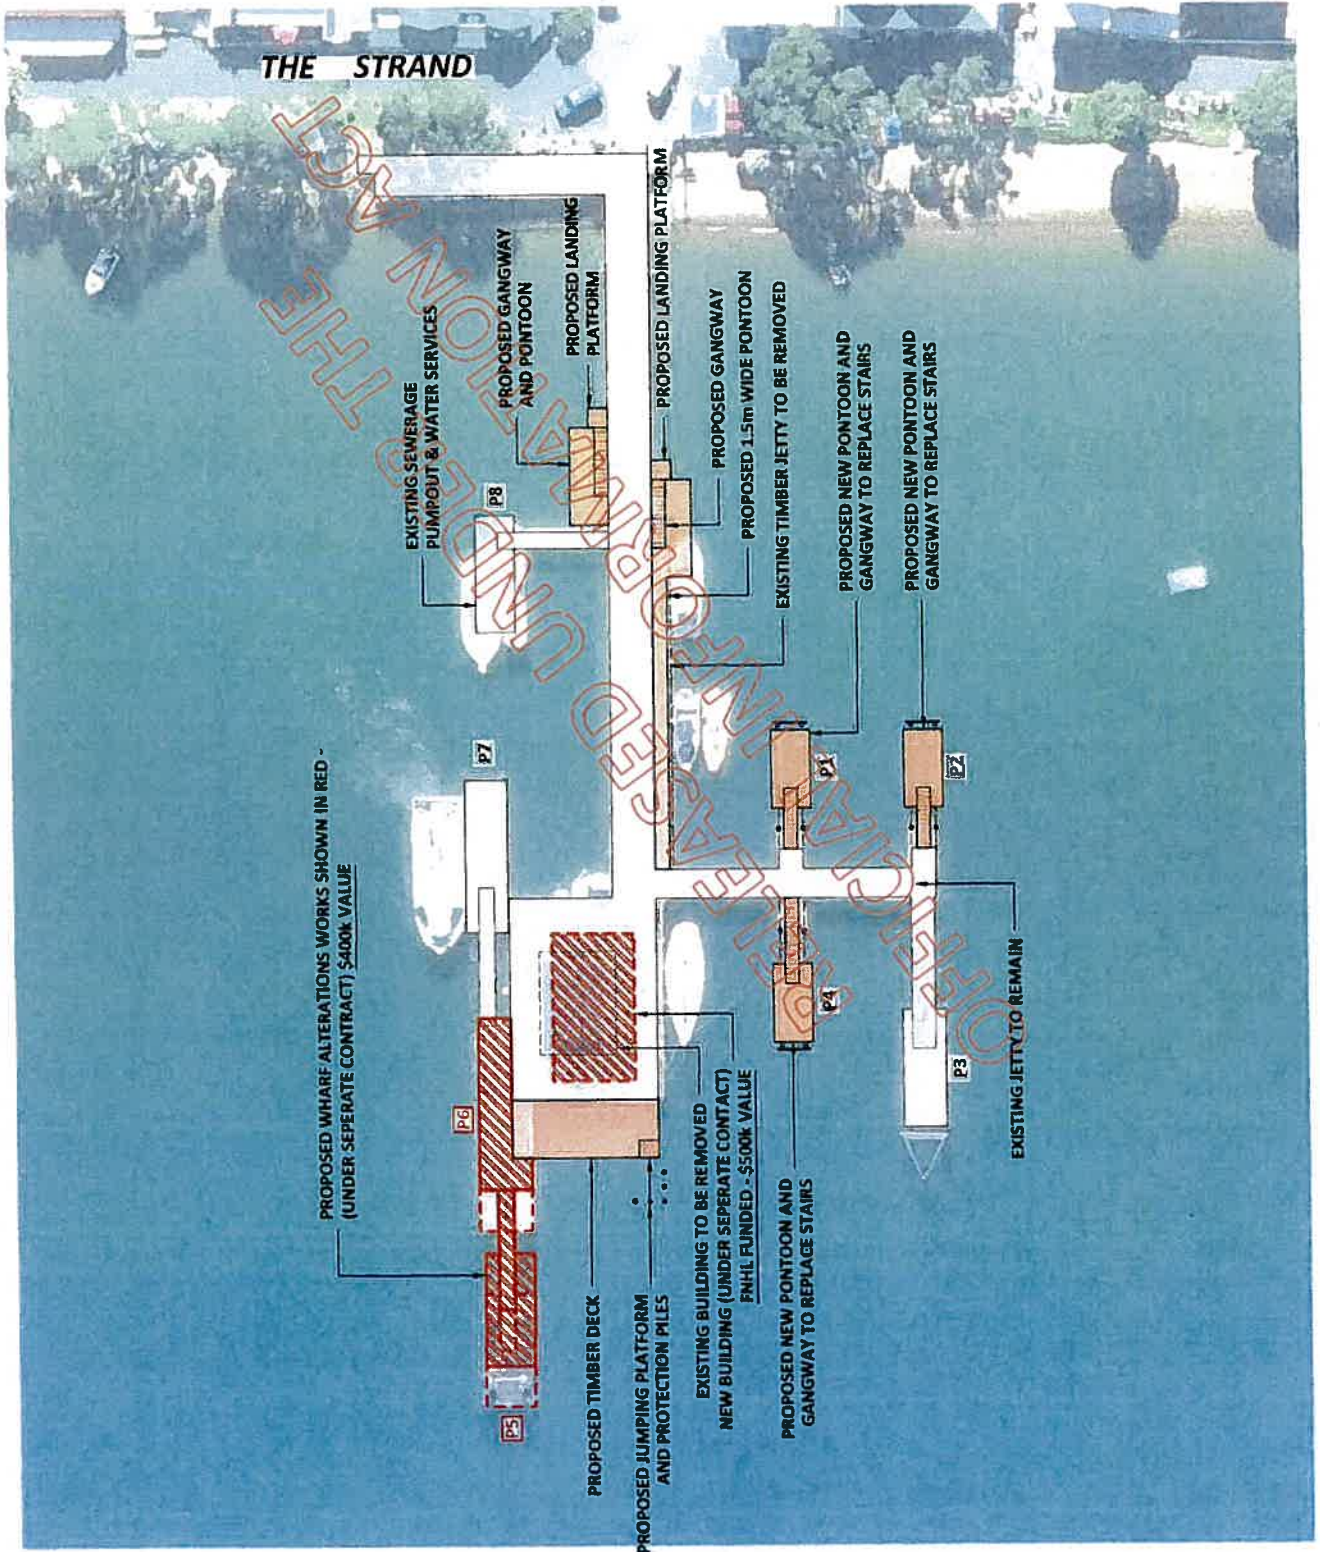 THE STRAND
RELEASED UNDER THE
OFFICIAL INFORMATION ACT
PROPOSED WHARF ALTERATIONS WORKS SHOWN IN RED -
(UNDER SEPERATE CONTRACT) $400k VALUE
EXISTING SEWERAGE
PUMPOUT & WATER SERVICES
PROPOSED GANGWAY
AND PONTOON
PROPOSED LANDING
PLATFORM
PROPOSED LANDING PLATFORM
PROPOSED GANGWAY
PROPOSED 1.5m WIDE PONTOON
EXISTING TIMBER JETTY TO BE REMOVED
PROPOSED NEW PONTOON AND
GANGWAY TO REPLACE STAIRS
PROPOSED NEW PONTOON AND
GANGWAY TO REPLACE STAIRS
P8
P7
P6
P5
P1
P2
P4
P3
PROPOSED TIMBER DECK
PROPOSED JUMPING PLATFORM
AND PROTECTION PILES
EXISTING BUILDING TO BE REMOVED
NEW BUILDING (UNDER SEPERATE CONTACT)
FNHL FUNDED - $500k VALUE
PROPOSED NEW PONTOON AND
GANGWAY TO REPLACE STAIRS
EXISTING JETTY TO REMAIN